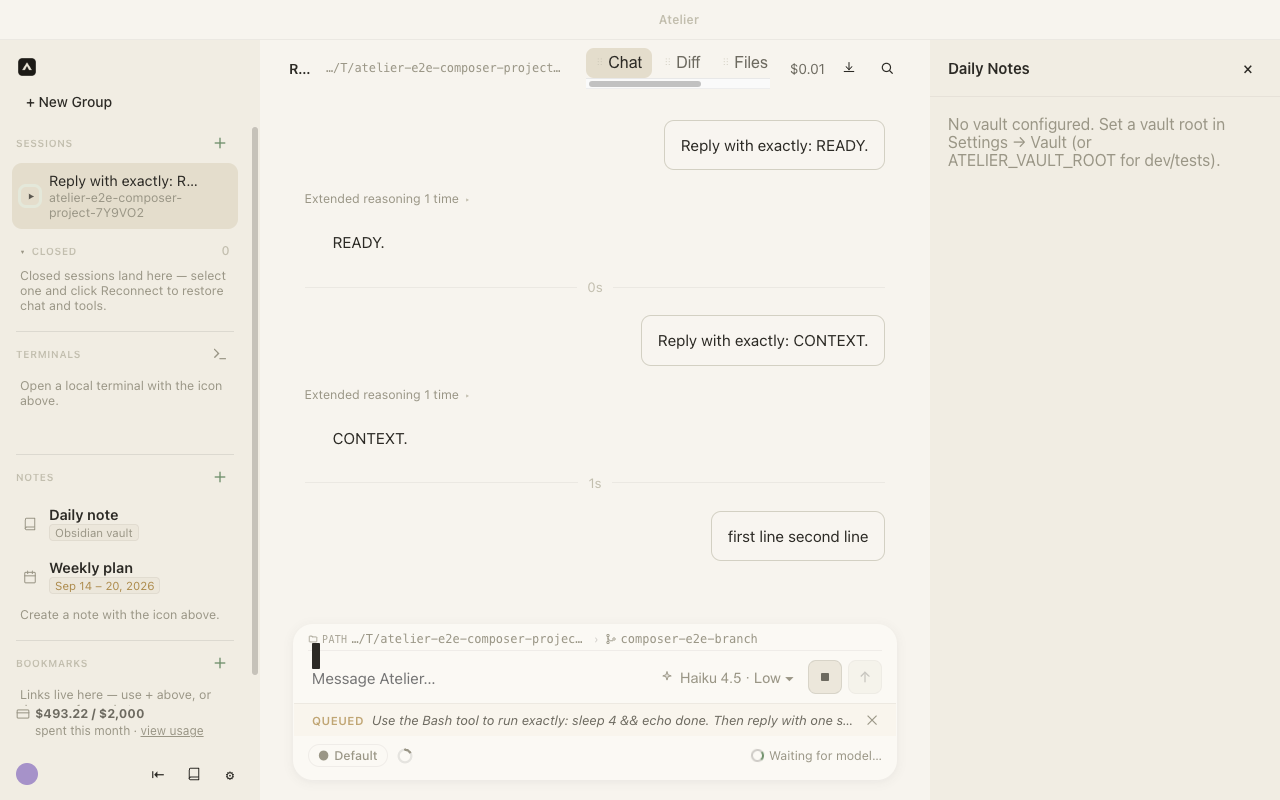 Atelier
+ New Group
SESSIONS
Reply with exactly: R...
atelier-e2e-composer-
project-7Y9VO2
CLOSED 0
Closed sessions land here — select
one and click Reconnect to restore
chat and tools.
TERMINALS
Open a local terminal with the icon
above.
NOTES
Daily note
Obsidian vault
Weekly plan
Sep 14 – 20, 2026
Create a note with the icon above.
BOOKMARKS
Links live here — use + above, or
$493.22 / $2,000
spent this month · view usage
R... …/T/atelier-e2e-composer-project… Chat Diff Files $0.01
Reply with exactly: READY.
Extended reasoning 1 time
READY.
0s
Reply with exactly: CONTEXT.
Extended reasoning 1 time
CONTEXT.
1s
first line second line
PATH …/T/atelier-e2e-composer-projec… › composer-e2e-branch
Message Atelier... Haiku 4.5 · Low
QUEUED Use the Bash tool to run exactly: sleep 4 && echo done. Then reply with one s...
Default Waiting for model...
Daily Notes
No vault configured. Set a vault root in
Settings → Vault (or
ATELIER_VAULT_ROOT for dev/tests).